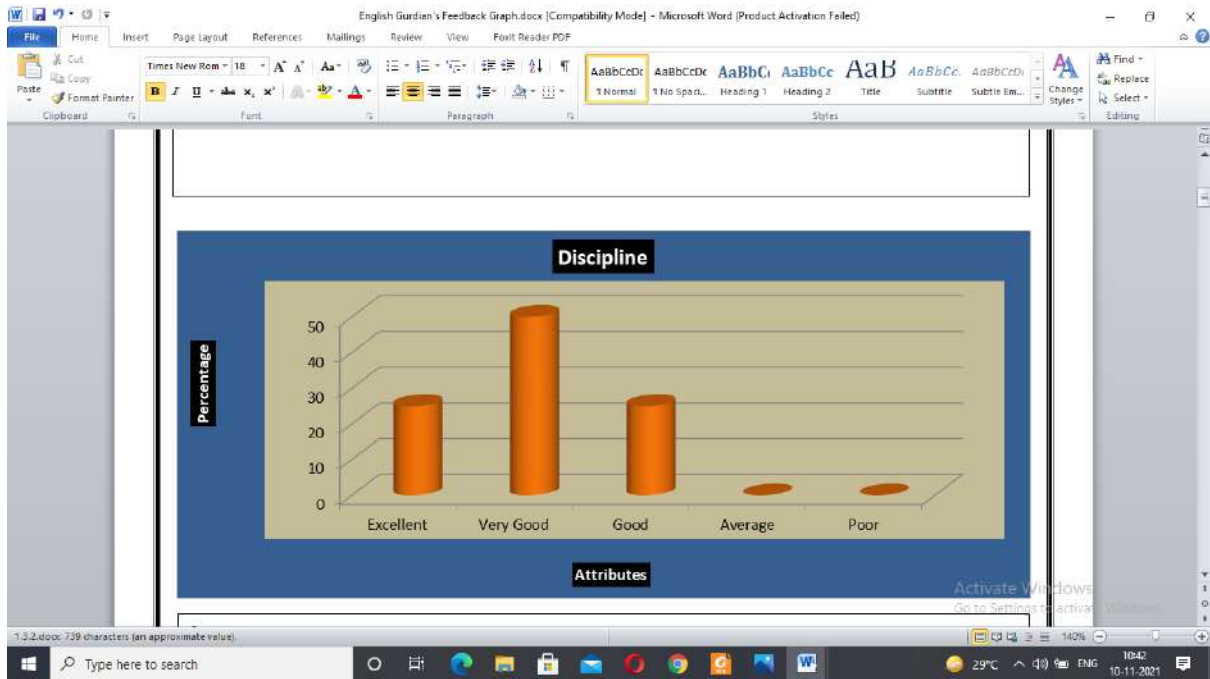 English Gurdian's Feedback Graph.docx [Compatibility Mode] - Microsoft Word (Product Activation Failed)
File Home Insert Page Layout References Mailings Review View Foxit Reader PDF
Cut
Copy
Paste
Format Painter
Clipboard
Times New Rom 18
Font
Paragraph
AaBbCcDc AaBbCcDc AaBbCc AaBbCc AaB AaBbCc. AaBbCcDi
¶ Normal ¶ No Spaci... Heading 1 Heading 2 Title Subtitle Subtle Em...
Styles
Change Styles
Find
Replace
Select
Editing
Discipline
Percentage
50
40
30
20
10
0
Excellent Very Good Good Average Poor
Attributes
Activate Windows
Go to Settings to activate Windows.
1.3.2.docx: 739 characters (an approximate value).
140%
Type here to search
29°C
ENG
10:42
10-11-2021